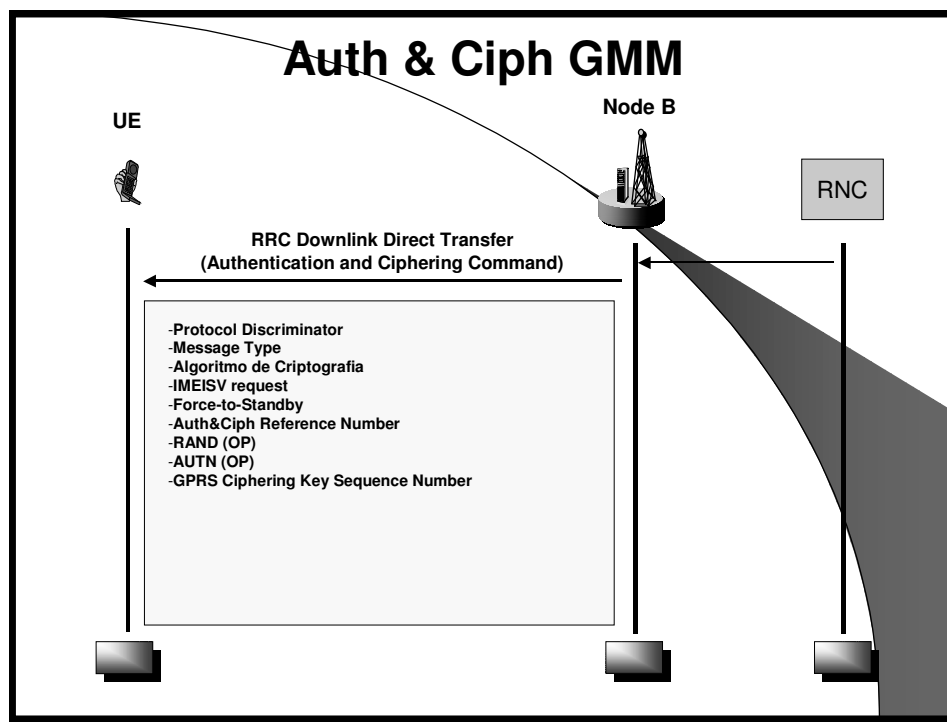 Auth & Ciph GMM
UE
Node B
RNC
RRC Downlink Direct Transfer
(Authentication and Ciphering Command)
-Protocol Discriminator
-Message Type
-Algoritmo de Criptografia
-IMEISV request
-Force-to-Standby
-Auth&Ciph Reference Number
-RAND (OP)
-AUTN (OP)
-GPRS Ciphering Key Sequence Number